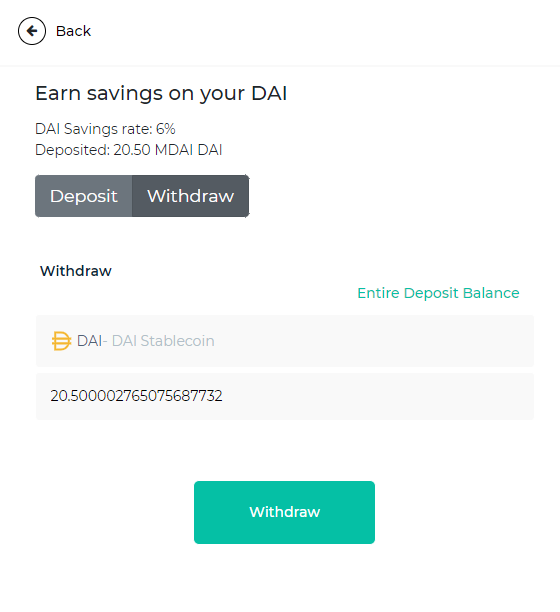 Back
Earn savings on your DAI
DAI Savings rate: 6%
Deposited: 20.50 MDAI DAI
Deposit Withdraw
Withdraw
Entire Deposit Balance
DAI- DAI Stablecoin
20.500002765075687732
Withdraw